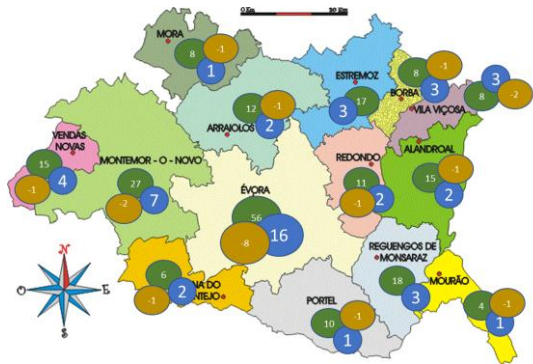 0 Km
20 Km
MORA
8
-1
1
ESTREMOZ
17
3
8
-1
3
BORBA
3
8
-2
VILA VIÇOSA
12
-1
2
ARRAIOLOS
ALANDROAL
15
-1
2
VENDAS
NOVAS
15
-1
4
MONTEMOR - O - NOVO
27
-2
7
REDONDO
11
-1
2
ÉVORA
56
16
-8
REGUENGOS DE
MONSARAZ
18
3
MOURÃO
4
-1
1
6
-1
2
NA DO
NTEJO
PORTEL
-1
10
1
N
O
E
S